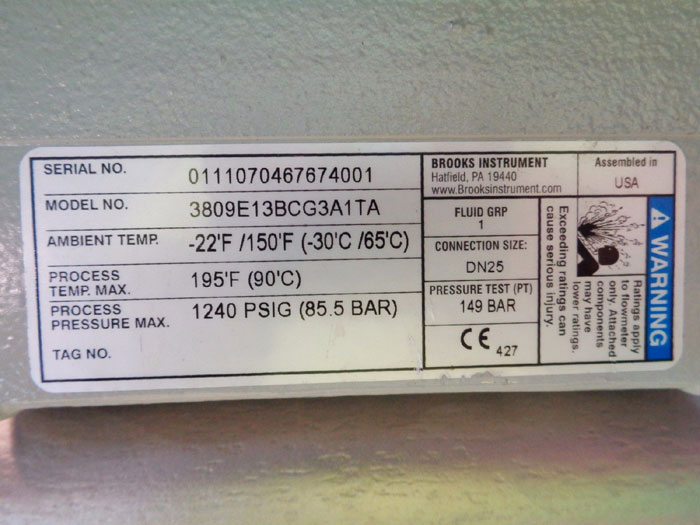 SERIAL NO. 0111070467674001
MODEL NO. 3809E13BCG3A1TA
AMBIENT TEMP. -22'F /150'F (-30'C /65'C)
PROCESS
TEMP. MAX. 195'F (90'C)
PROCESS
PRESSURE MAX. 1240 PSIG (85.5 BAR)
TAG NO.
BROOKS INSTRUMENT
Hatfield, PA 19440
www.BrooksInstrument.com
Assembled in
USA
FLUID GRP
1
CONNECTION SIZE:
DN25
PRESSURE TEST (PT)
149 BAR
CE 427
WARNING
Ratings apply
to flowmeter
only. Attached
components
may have
lower ratings.
Exceeding ratings can
cause serious injury.